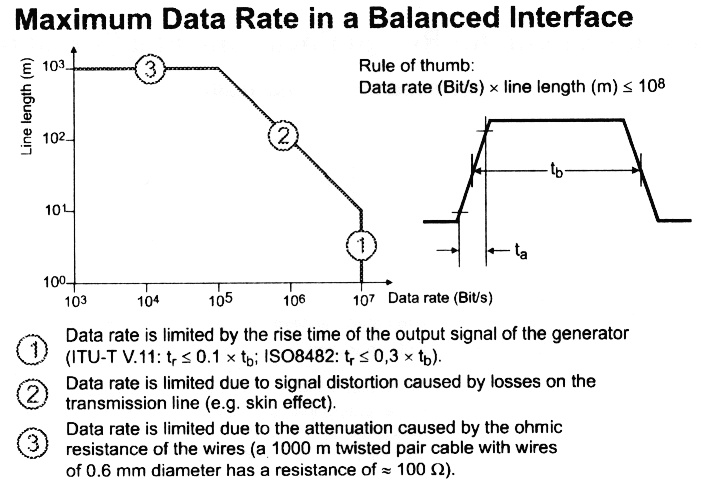 Maximum Data Rate in a Balanced Interface
Line length (m)
10³
10²
10¹
10⁰
3
2
1
10³ 10⁴ 10⁵ 10⁶ 10⁷ Data rate (Bit/s)
Rule of thumb:
Data rate (Bit/s) × line length (m) ≤ 10⁸
t_b
t_a
1 Data rate is limited by the rise time of the output signal of the generator
(ITU-T V.11: t_r ≤ 0.1 × t_b; ISO8482: t_r ≤ 0,3 × t_b).
2 Data rate is limited due to signal distortion caused by losses on the
transmission line (e.g. skin effect).
3 Data rate is limited due to the attenuation caused by the ohmic
resistance of the wires (a 1000 m twisted pair cable with wires
of 0.6 mm diameter has a resistance of ≈ 100 Ω).